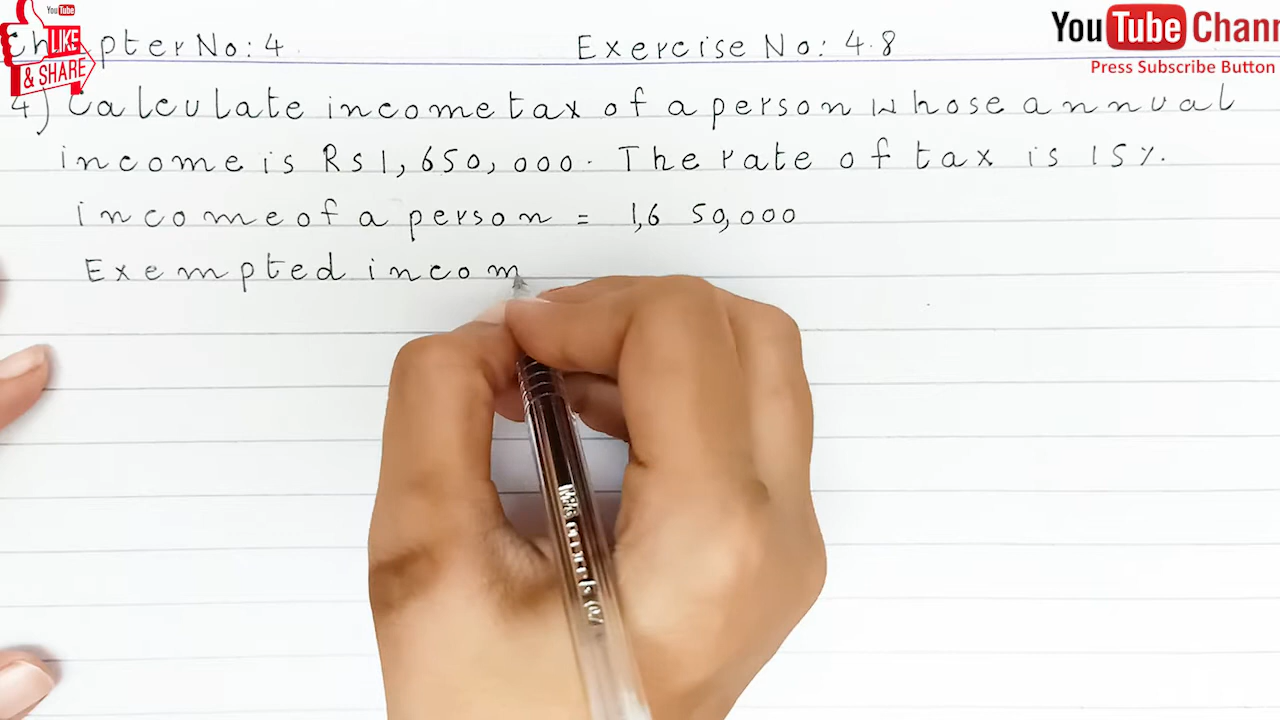 YouTube
LIKE
& SHARE
Chapter No: 4.
Exercise No: 4.8
YouTube Chann
Press Subscribe Button
4) Calculate income tax of a person whose annual
income is Rs 1,650,000. The rate of tax is 15%.
income of a person = 1,6 50,000
Exempted incom